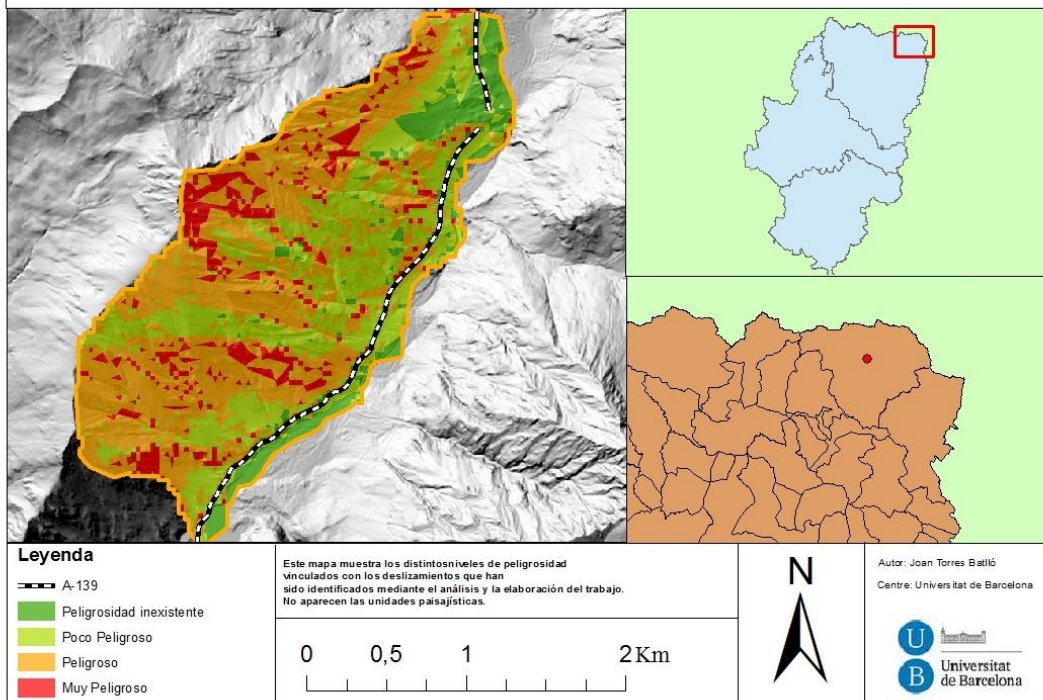 Leyenda
A-139
Peligrosidad inexistente
Poco Peligroso
Peligroso
Muy Peligroso
Este mapa muestra los distintosniveles de peligrosidad
vinculados con los deslizamientos que han
sido identificados mediante el análisis y la elaboración del trabajo.
No aparecen las unidades paisajísticas.
0 0,5 1 2 Km
N
Autor: Joan Torres Batlló
Centre: Universitat de Barcelona
U
B
Universitat
de Barcelona